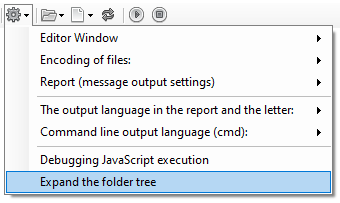 Editor Window
Encoding of files:
Report (message output settings)
The output language in the report and the letter:
Command line output language (cmd):
Debugging JavaScript execution
Expand the folder tree